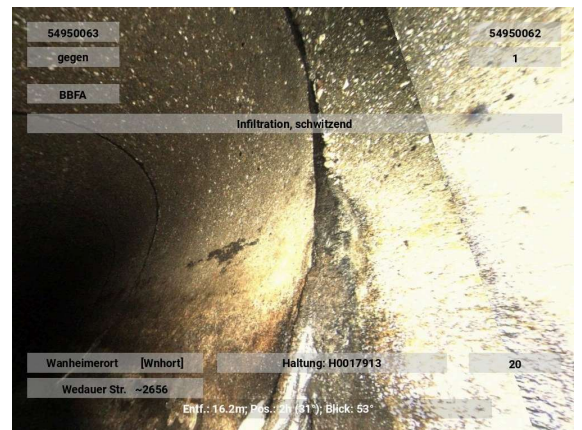 54950063
54950062
gegen
1
BBFA
Infiltration, schwitzend
Wanheimerort [Wnhort]
Haltung: H0017913
20
Wedauer Str. ~2656
Entf.: 16.2m; Pos.: 2h (81°); Blick: 53°